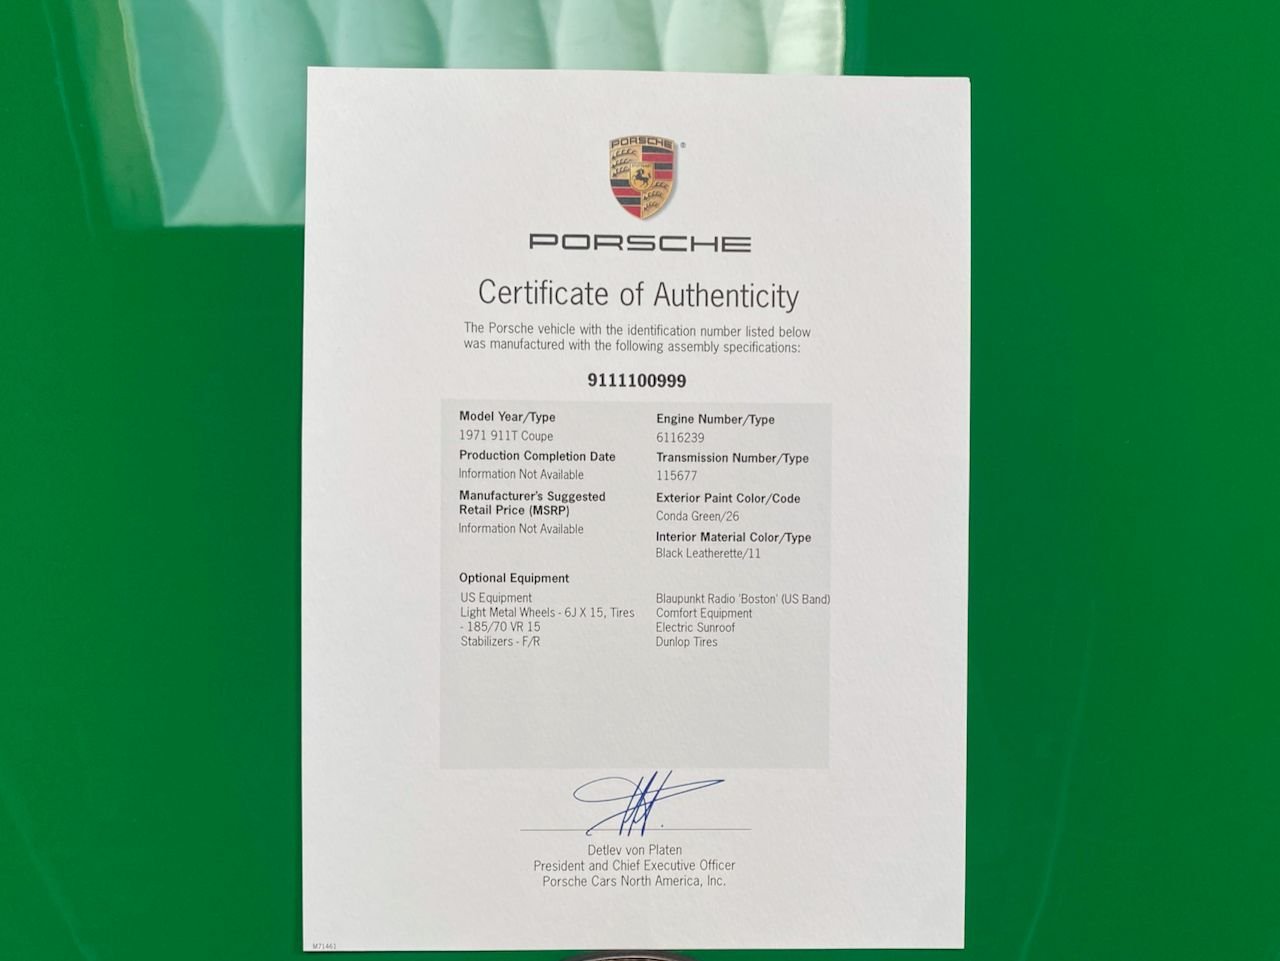 PORSCHE
PORSCHE
Certificate of Authenticity
The Porsche vehicle with the identification number listed below
was manufactured with the following assembly specifications:
9111100999
Model Year/Type
1971 911T Coupe
Production Completion Date
Information Not Available
Manufacturer's Suggested
Retail Price (MSRP)
Information Not Available
Engine Number/Type
6116239
Transmission Number/Type
115677
Exterior Paint Color/Code
Conda Green/26
Interior Material Color/Type
Black Leatherette/11
Optional Equipment
US Equipment
Light Metal Wheels - 6J X 15, Tires
- 185/70 VR 15
Stabilizers - F/R
Blaupunkt Radio 'Boston' (US Band)
Comfort Equipment
Electric Sunroof
Dunlop Tires
Detlev von Platen
President and Chief Executive Officer
Porsche Cars North America, Inc.
M71461